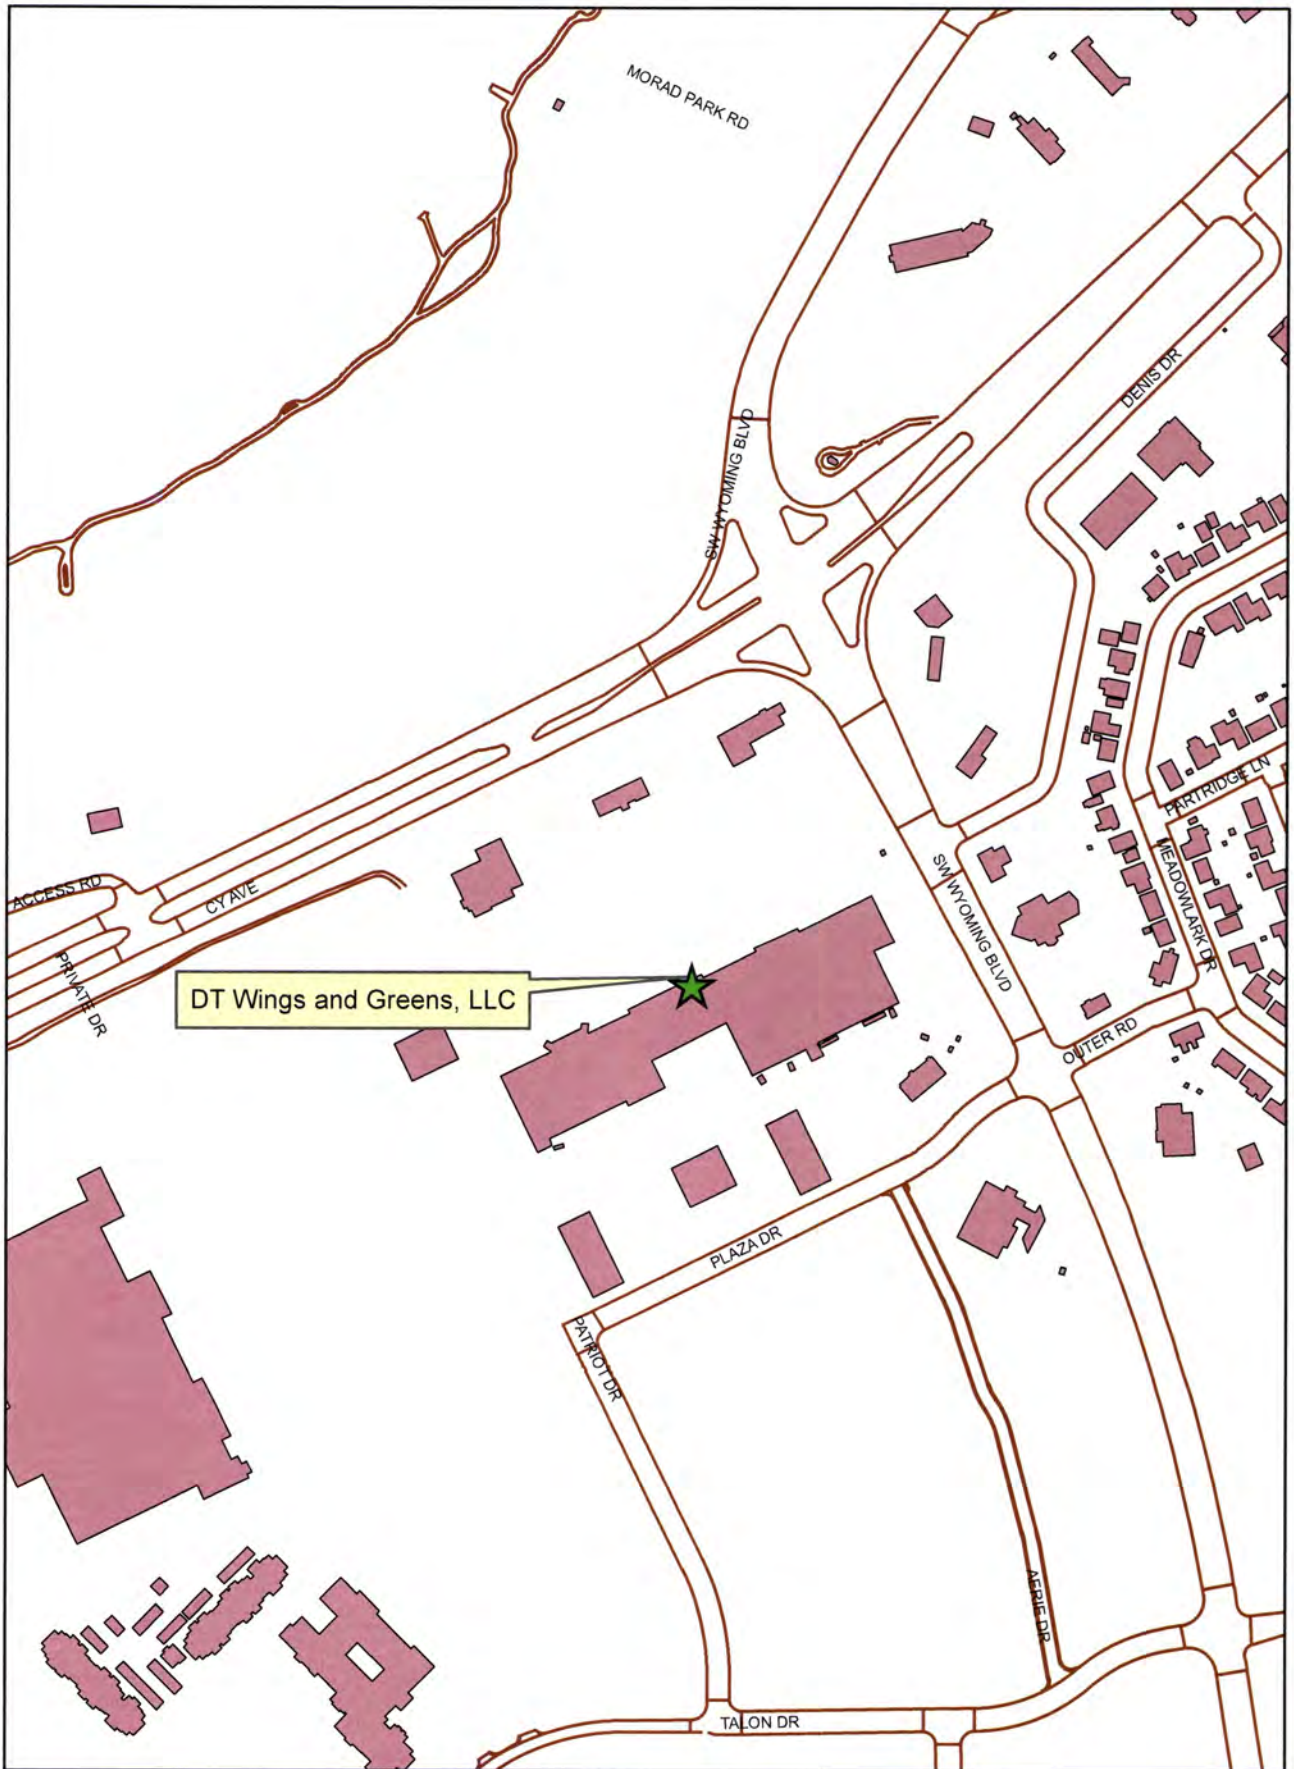 MORAD PARK RD
DENIS DR
SW WYOMING BLVD
PARTRIDGE LN
MEADOWLARK DR
SW WYOMING BLVD
ACCESS RD
CY AVE
PRIVATE DR
DT Wings and Greens, LLC
OUTER RD
PLAZA DR
PATRIOT DR
AERIE DR
TALON DR